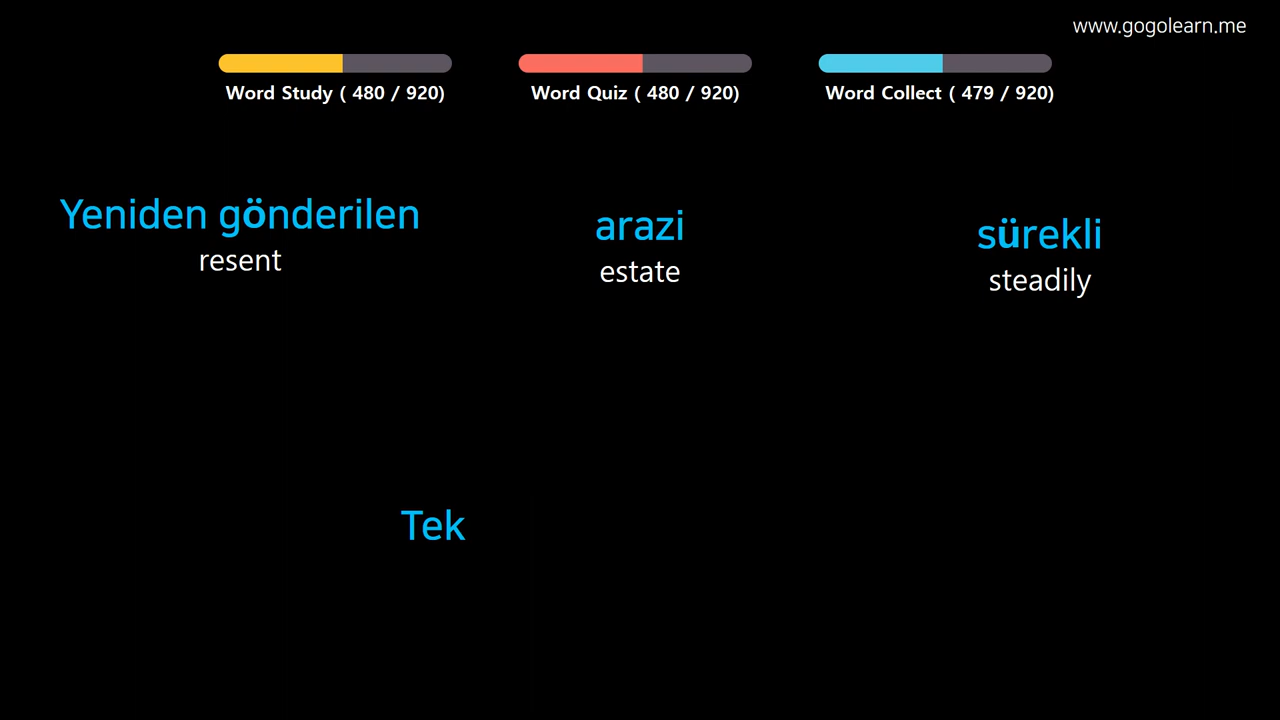 www.gogolearn.me
Word Study ( 480 / 920)
Word Quiz ( 480 / 920)
Word Collect ( 479 / 920)
Yeniden gönderilen
resent
arazi
estate
sürekli
steadily
Tek